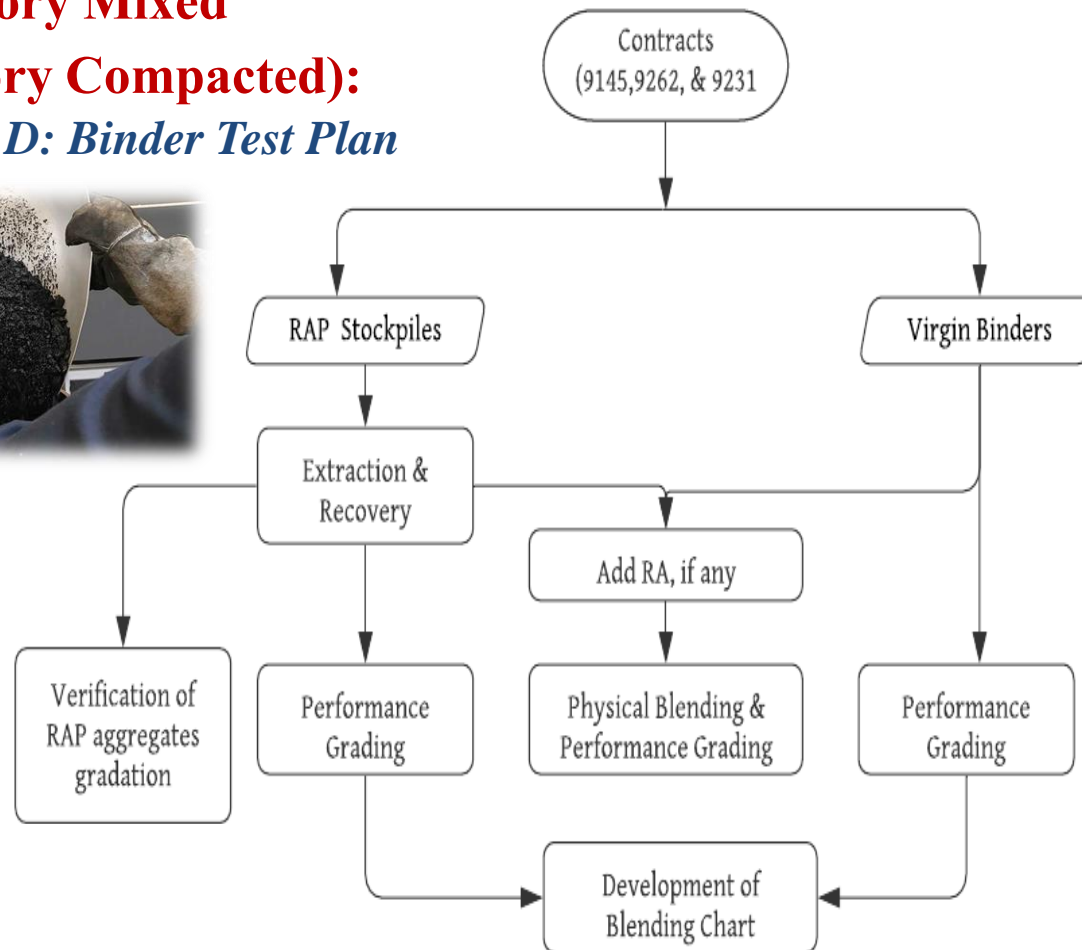 ory Mixed
ory Compacted):
D: Binder Test Plan
Contracts
(9145,9262, & 9231
RAP Stockpiles
Virgin Binders
Extraction &
Recovery
Add RA, if any
Verification of
RAP aggregates
gradation
Performance
Grading
Physical Blending &
Performance Grading
Performance
Grading
Development of
Blending Chart